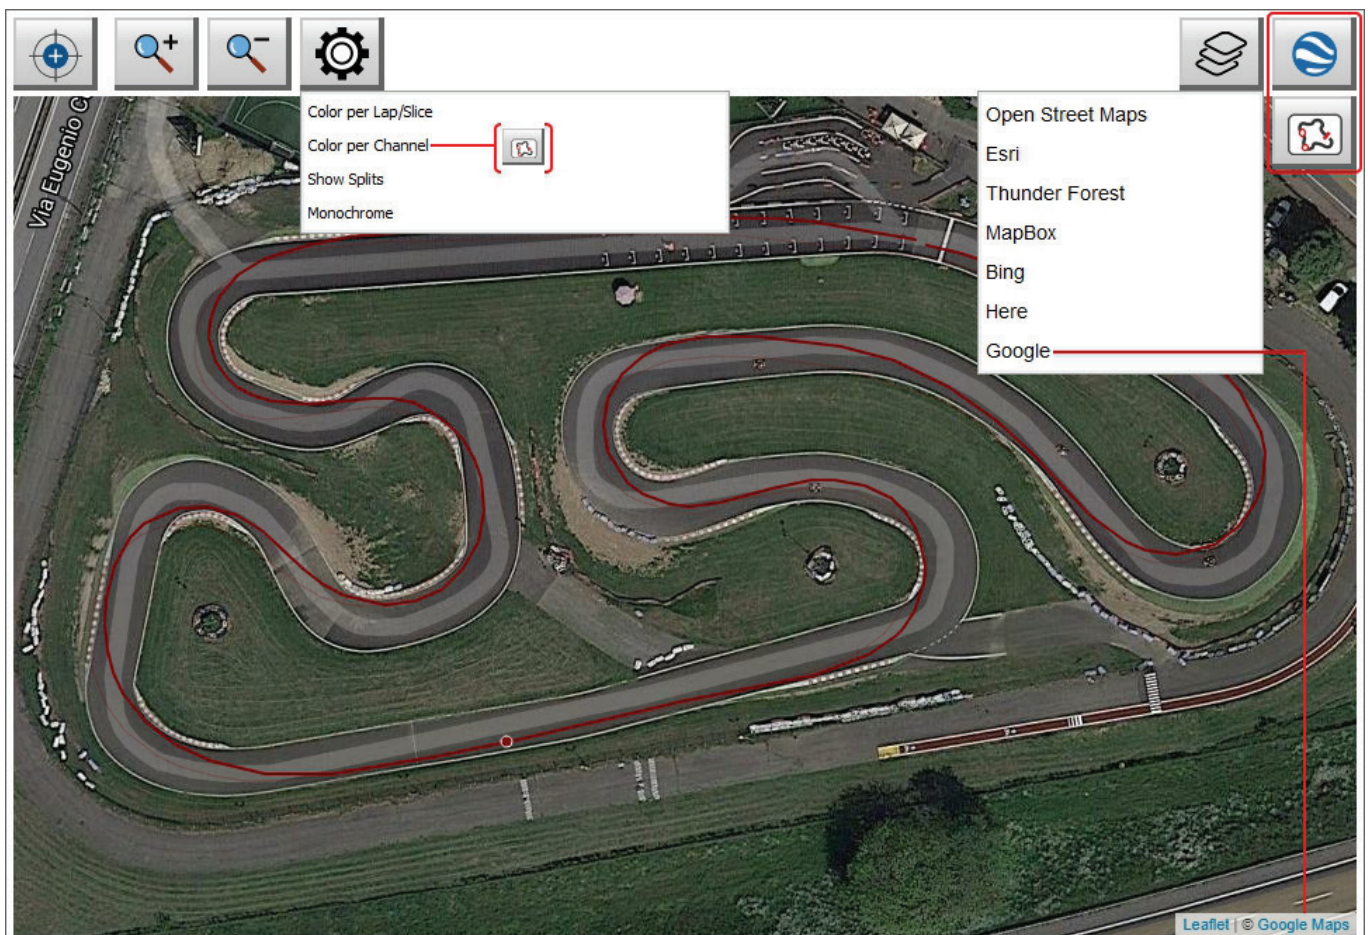 Color per Lap/Slice
Color per Channel
Show Splits
Monochrome
Open Street Maps
Esri
Thunder Forest
MapBox
Bing
Here
Google
Via Eugenio
Leaflet | © Google Maps